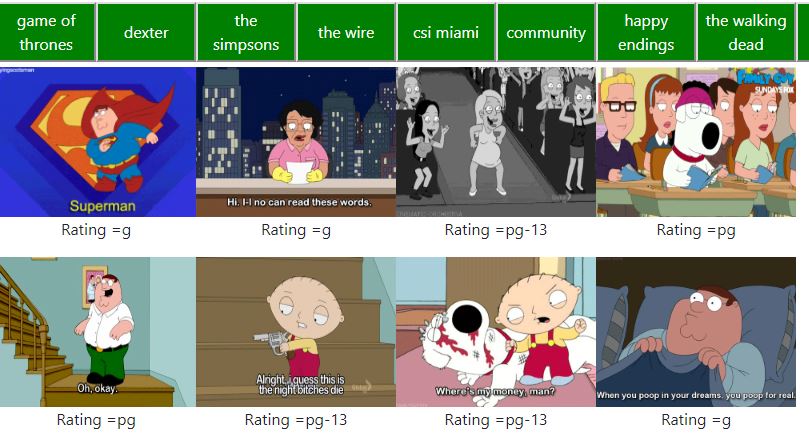 game of
thrones
dexter
the
simpsons
the wire
csi miami
community
happy
endings
the walking
dead
Superman
Hi. I-I no can read these words.
FAMILY GUY
SUNDAYS FOX
Rating =g
Rating =g
Rating =pg-13
Rating =pg
Oh, okay.
Alright, i guess this is
the night bitches die
Where's my money, man?
When you poop in your dreams, you poop for real.
Rating =pg
Rating =pg-13
Rating =pg-13
Rating =g